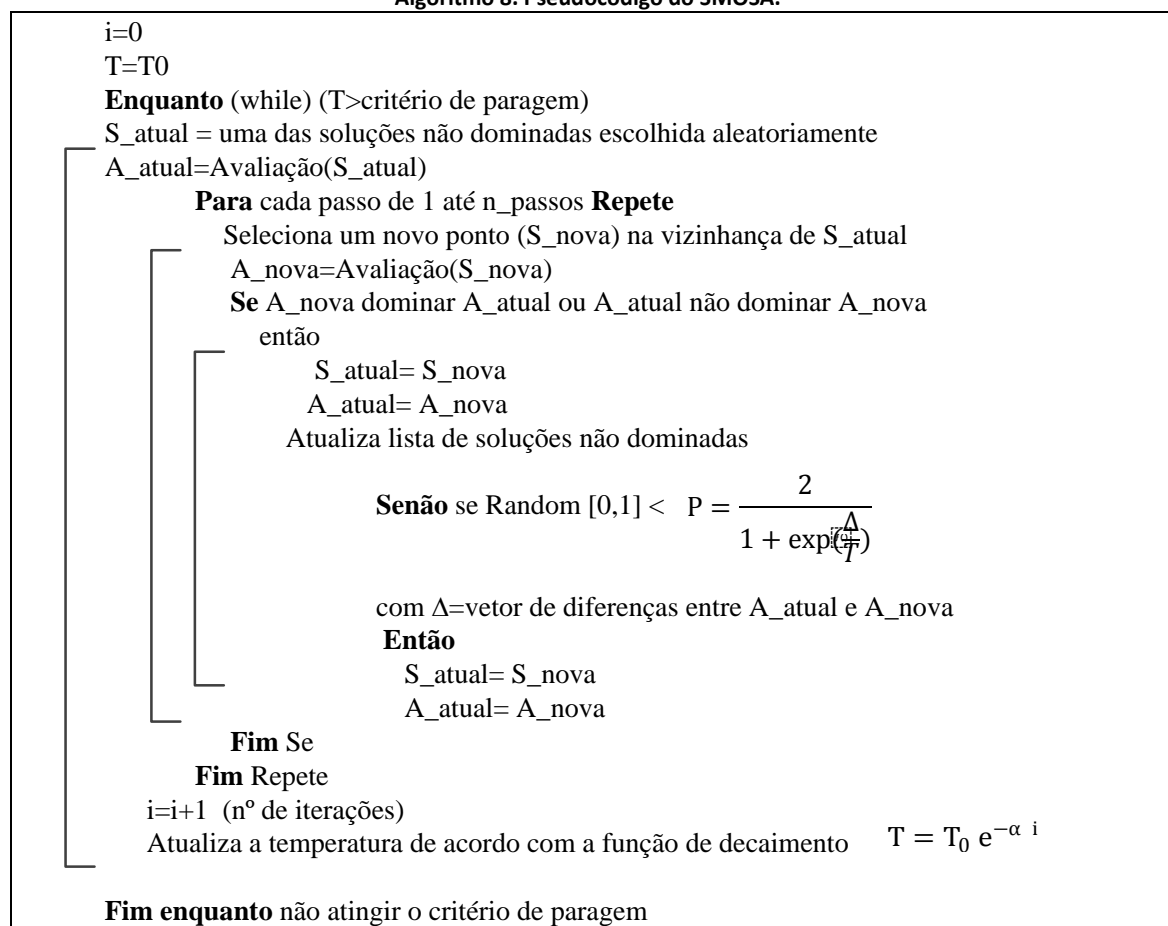 Algoritmo 8: Pseudocódigo do SMOSA.
i=0
T=T0
Enquanto (while) (T>critério de paragem)
S_atual = uma das soluções não dominadas escolhida aleatoriamente
A_atual=Avaliação(S_atual)
Para cada passo de 1 até n_passos Repete
Seleciona um novo ponto (S_nova) na vizinhança de S_atual
A_nova=Avaliação(S_nova)
Se A_nova dominar A_atual ou A_atual não dominar A_nova
então
S_atual= S_nova
A_atual= A_nova
Atualiza lista de soluções não dominadas
Senão se Random [0,1] < P = 2 / (1 + exp(Δ/T))
com Δ=vetor de diferenças entre A_atual e A_nova
Então
S_atual= S_nova
A_atual= A_nova
Fim Se
Fim Repete
i=i+1 (nº de iterações)
Atualiza a temperatura de acordo com a função de decaimento T = T₀ e^(−α i)
Fim enquanto não atingir o critério de paragem